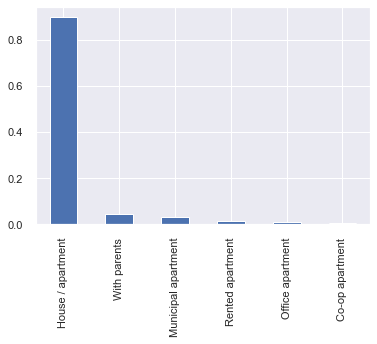 0.8
0.6
0.4
0.2
0.0
House / apartment
With parents
Municipal apartment
Rented apartment
Office apartment
Co-op apartment